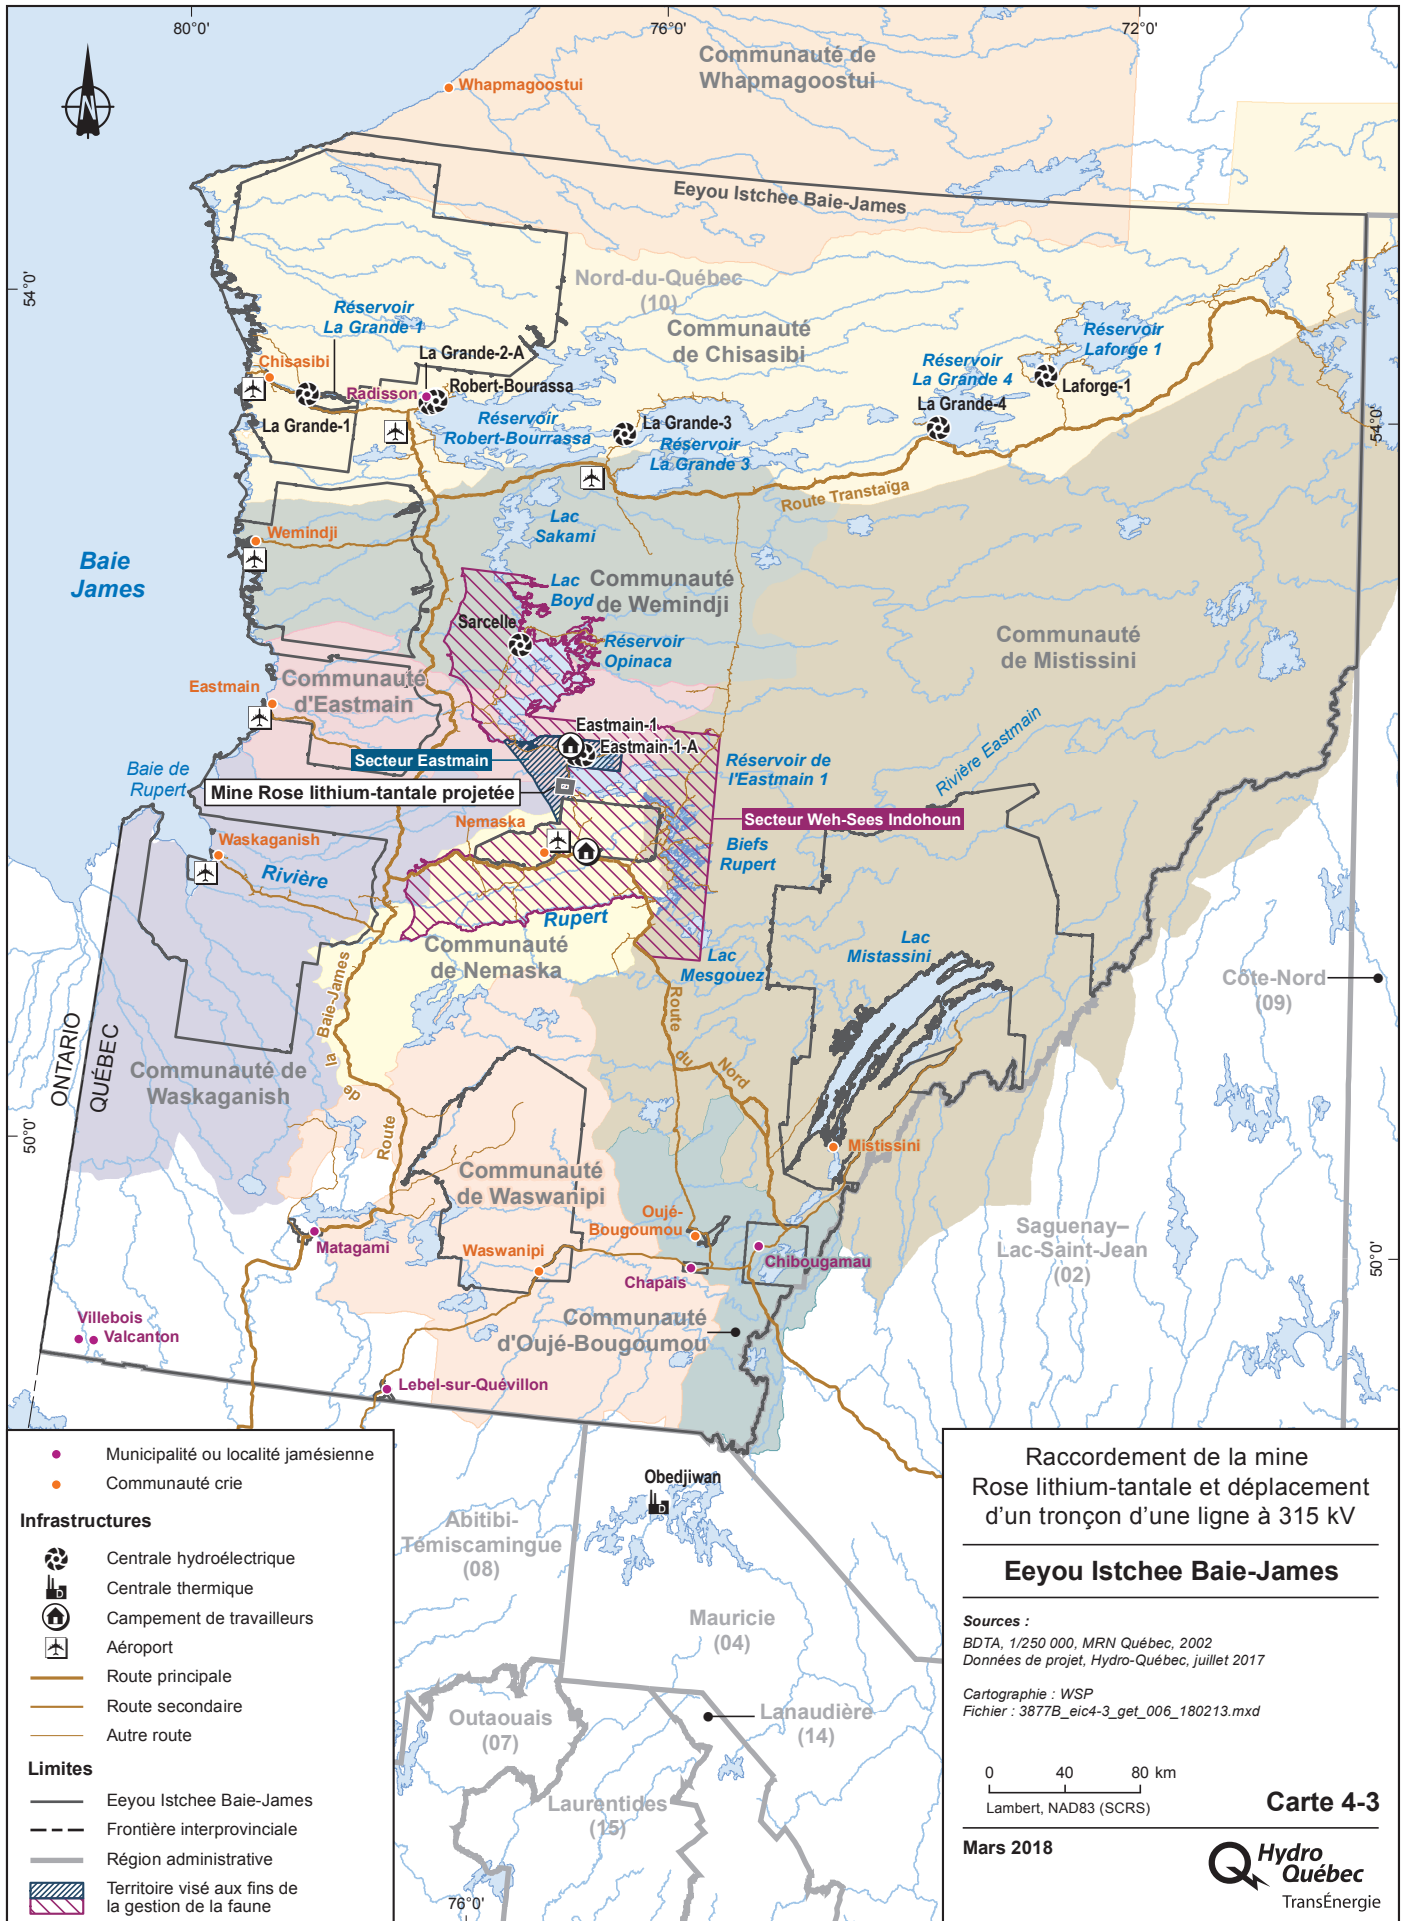 80°0'
76°0'
72°0'
Communauté de
Whapmagoostui
Whapmagoostui
N
Eeyou Istchee Baie-James
54°0'
Nord-du-Québec
(10)
Réservoir
La Grande 1
Communauté
de Chisasibi
Réservoir
Laforge 1
La Grande-2-A
Chisasibi
Réservoir
La Grande 4
Robert-Bourassa
Laforge-1
Radisson
La Grande-4
La Grande-1
Réservoir
Robert-Bourrassa
La Grande-3
Réservoir
La Grande 3
54°0'
Route Transtaïga
Lac
Sakami
Wemindji
Baie
James
Lac
Boyd
Communauté
de Wemindji
Sarcelle
Réservoir
Opinaca
Communauté
de Mistissini
Eastmain
Communauté
d'Eastmain
Eastmain-1
Eastmain-1-A
Rivière Eastmain
Secteur Eastmain
Réservoir de
l'Eastmain 1
Baie de
Rupert
Mine Rose lithium-tantale projetée
Nemaska
Secteur Weh-Sees Indohoun
Waskaganish
Biefs
Rupert
Rivière
Rupert
Communauté
de Nemaska
Lac
Mesgouez
Lac
Mistassini
Côte-Nord
(09)
ONTARIO
QUÉBEC
Route
de
la
Baie-James
Route
du
Nord
Communauté de
Waskaganish
50°0'
Mistissini
Communauté
de Waswanipi
Oujé-
Bougoumou
Saguenay–
Lac-Saint-Jean
(02)
Matagami
Waswanipi
Chibougamau
50°0'
Chapais
Villebois
Valcanton
Communauté
d'Oujé-Bougoumou
Lebel-sur-Quévillon
Obedjiwan
D
Abitibi-
Témiscamingue
(08)
Mauricie
(04)
Outaouais
(07)
Lanaudière
(14)
Laurentides
(15)
76°0'
Municipalité ou localité jamésienne
Communauté crie
Infrastructures
Centrale hydroélectrique
D
Centrale thermique
Campement de travailleurs
Aéroport
Route principale
Route secondaire
Autre route
Limites
Eeyou Istchee Baie-James
Frontière interprovinciale
Région administrative
Territoire visé aux fins de
la gestion de la faune
Raccordement de la mine
Rose lithium-tantale et déplacement
d'un tronçon d'une ligne à 315 kV
Eeyou Istchee Baie-James
Sources :
BDTA, 1/250 000, MRN Québec, 2002
Données de projet, Hydro-Québec, juillet 2017
Cartographie : WSP
Fichier : 3877B_eic4-3_get_006_180213.mxd
0 40 80 km
Lambert, NAD83 (SCRS)
Carte 4-3
Mars 2018
Hydro
Québec
TransÉnergie